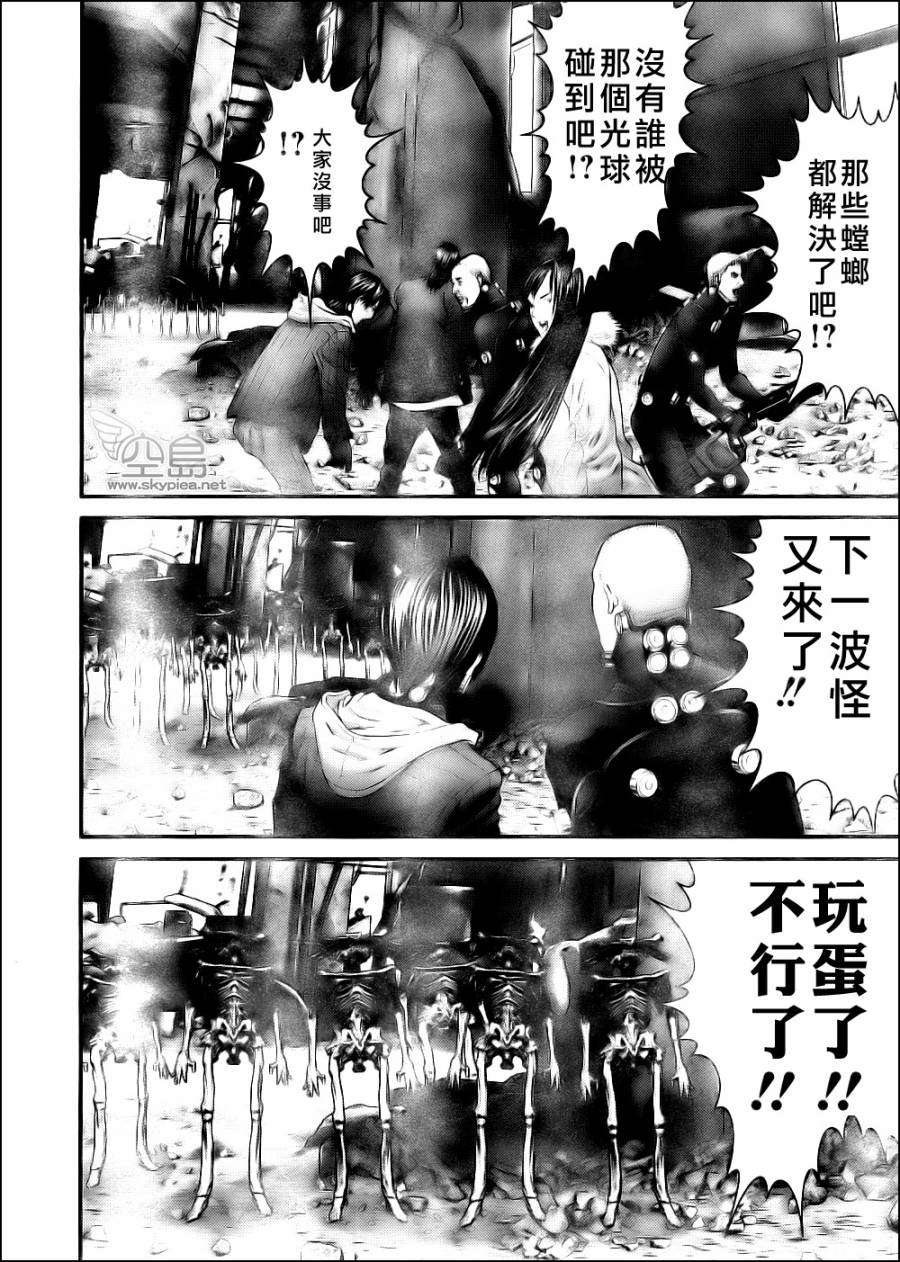 那些螳螂
都解決了吧!?
沒有誰被
那個光球
碰到吧!?
大家沒事吧
!?
空島
www.skypiea.net
下一波怪
又來了!!
玩蛋了!!
不行了!!